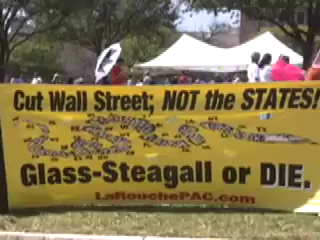 Cut Wall Street; NOT the STATES!
Glass-Steagall or DIE.
LaRouchePAC.com